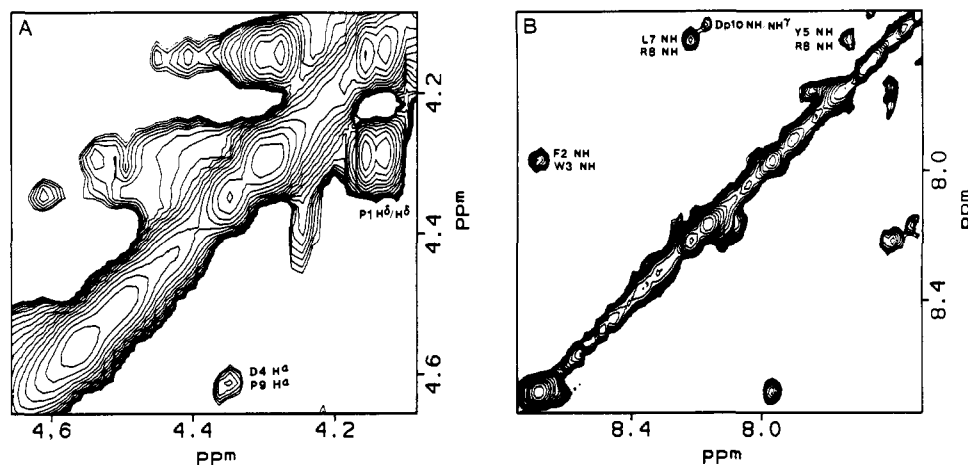 A
4.2
P1 Hδ/Hδ
4.4
PPm
D4 Hα
P9 Hα
4.6
4.6 4.4 4.2
PPm
B
Dp10 NH NHγ
L7 NH
R8 NH
Y5 NH
R8 NH
F2 NH
W3 NH
8.0
PPm
8.4
8.4 8.0
PPm